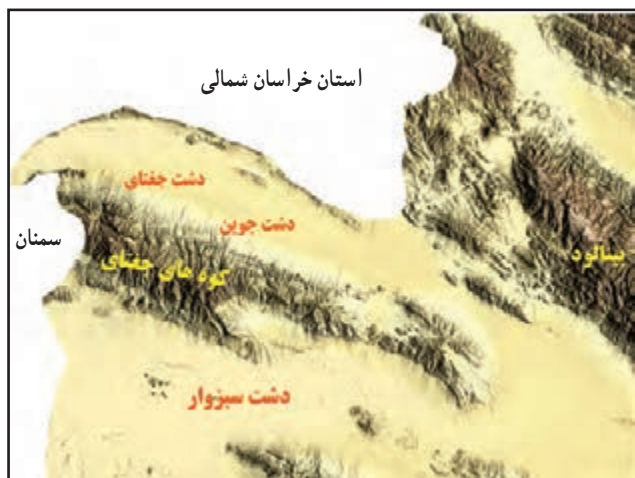 استان خراسان شمالی
دشت جغتای
دشت جوین
سمنان
کوه های جغتای
بینالود
دشت سبزوار